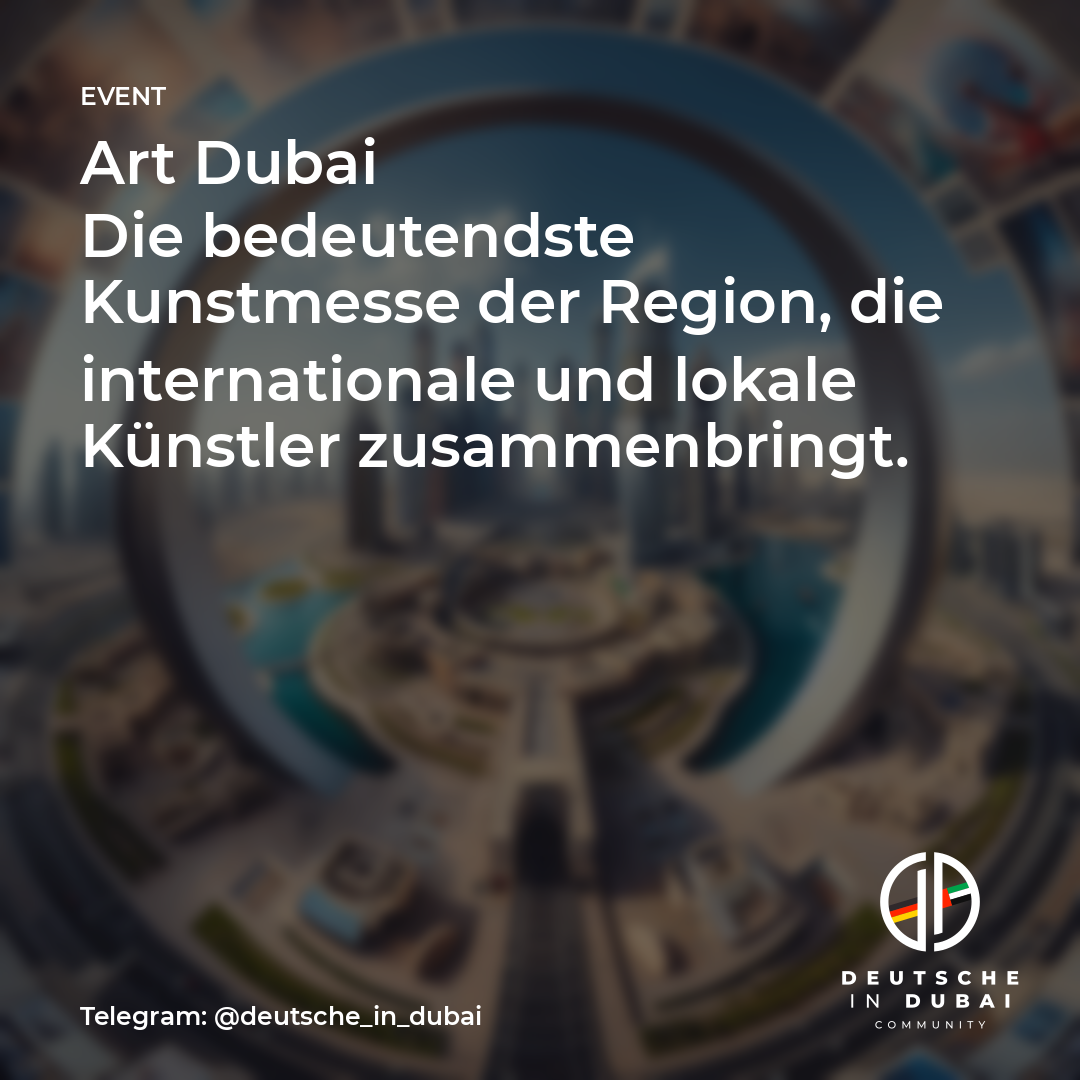 EVENT
Art Dubai
Die bedeutendste
Kunstmesse der Region, die
internationale und lokale
Künstler zusammenbringt.
DEUTSCHE
IN DUBAI
COMMUNITY
Telegram: @deutsche_in_dubai